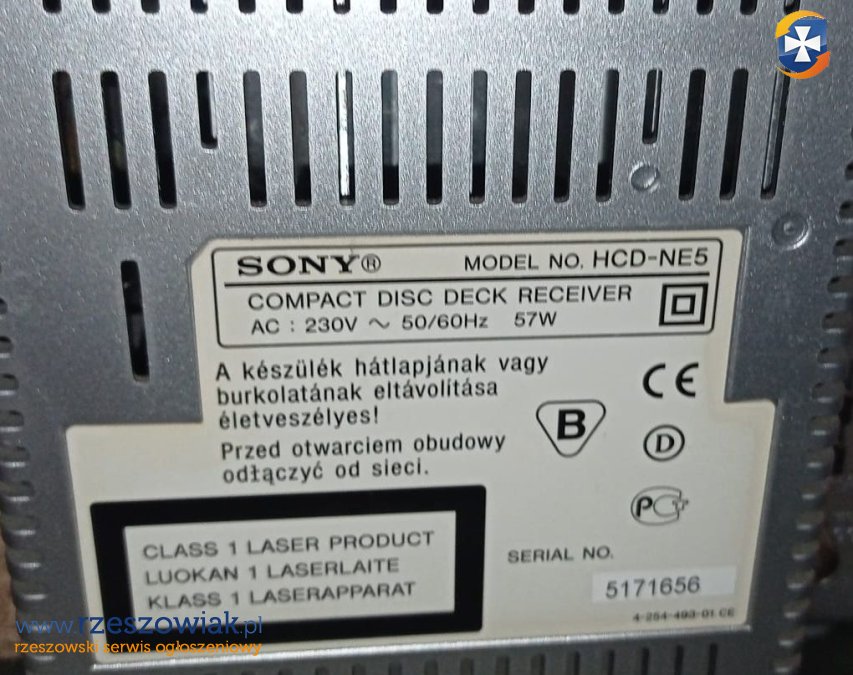 SONY® MODEL NO. HCD-NE5
COMPACT DISC DECK RECEIVER
AC : 230V ~ 50/60Hz 57W
A készülék hátlapjának vagy
burkolatának eltávolítása
életveszélyes!
Przed otwarciem obudowy
odłączyć od sieci.
CE
B
D
PC
CLASS 1 LASER PRODUCT
LUOKAN 1 LASERLAITE
KLASS 1 LASERAPPARAT
SERIAL NO.
5171656
4-254-493-01 CE
www.rzeszowiak.pl
rzeszowski serwis ogłoszeniowy